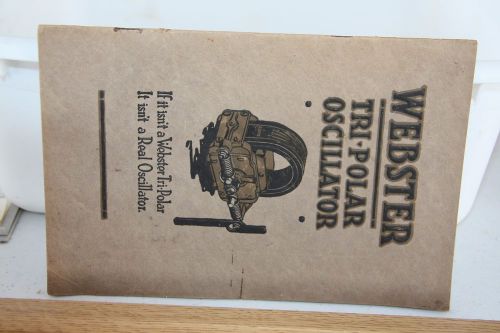 WEBSTER
TRI-POLAR
OSCILLATOR
If it isn't a Webster Tri-Polar
It isn't a Real Oscillator.